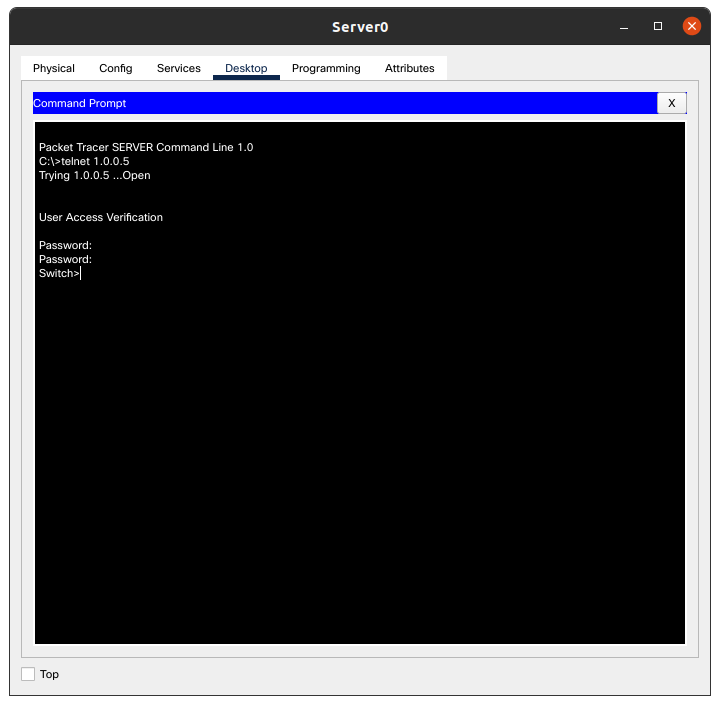 Server0
Physical Config Services Desktop Programming Attributes
Command Prompt X
Packet Tracer SERVER Command Line 1.0
C:\>telnet 1.0.0.5
Trying 1.0.0.5 ...Open
User Access Verification
Password:
Password:
Switch>
Top